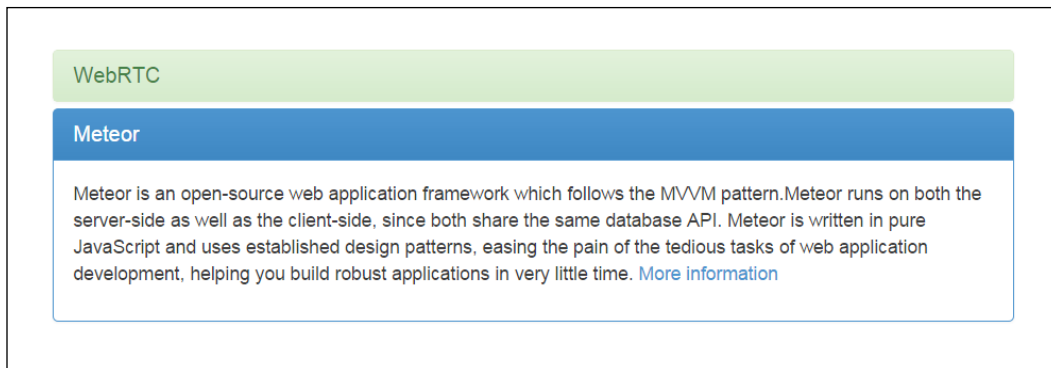 WebRTC
Meteor
Meteor is an open-source web application framework which follows the MVVM pattern.Meteor runs on both the
server-side as well as the client-side, since both share the same database API. Meteor is written in pure
JavaScript and uses established design patterns, easing the pain of the tedious tasks of web application
development, helping you build robust applications in very little time. More information